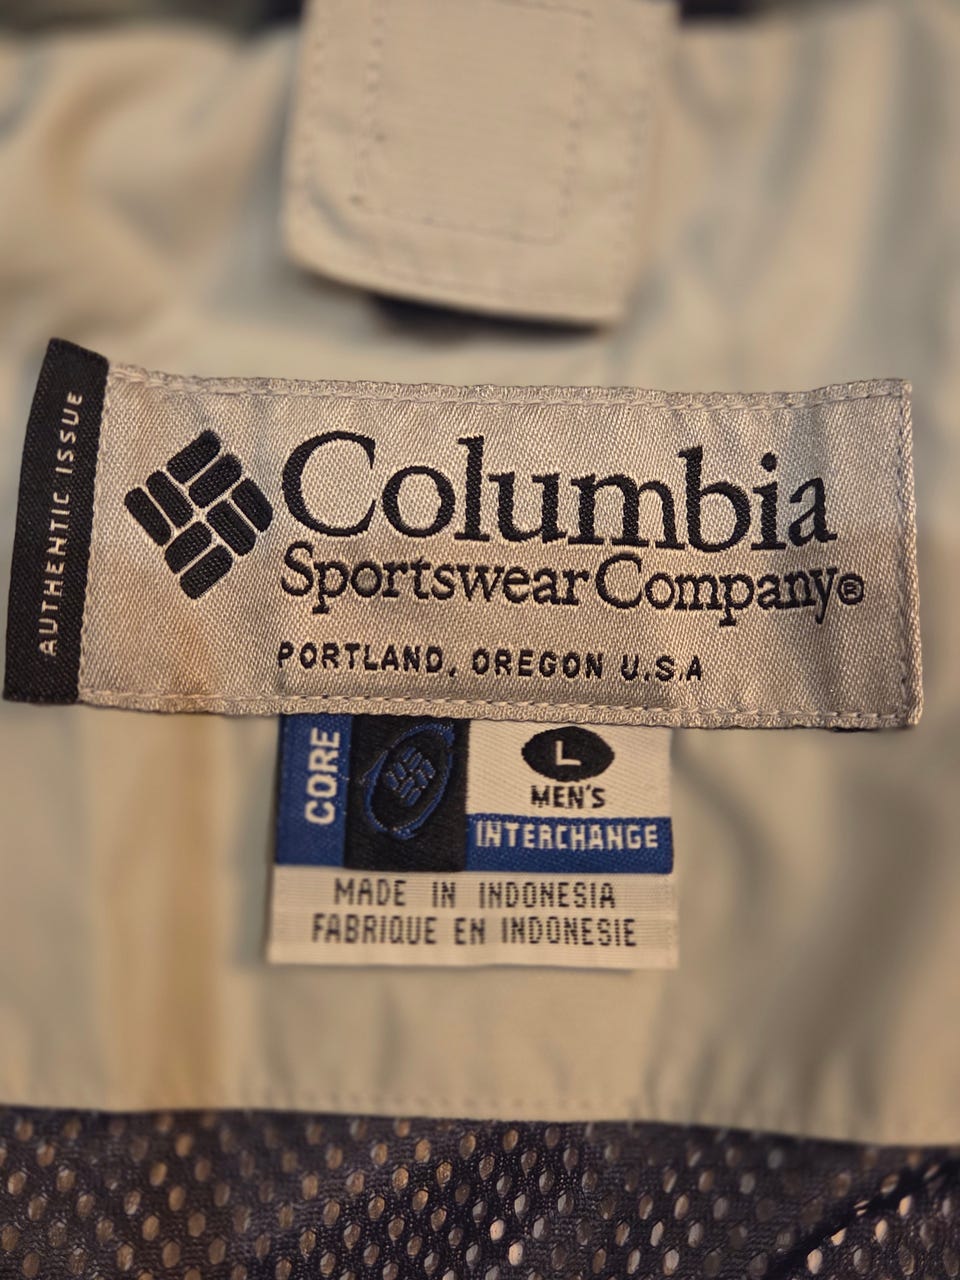 AUTHENTIC ISSUE
Columbia
Sportswear Company®
PORTLAND, OREGON U.S.A
CORE
L
MEN'S
INTERCHANGE
MADE IN INDONESIA
FABRIQUE EN INDONESIE